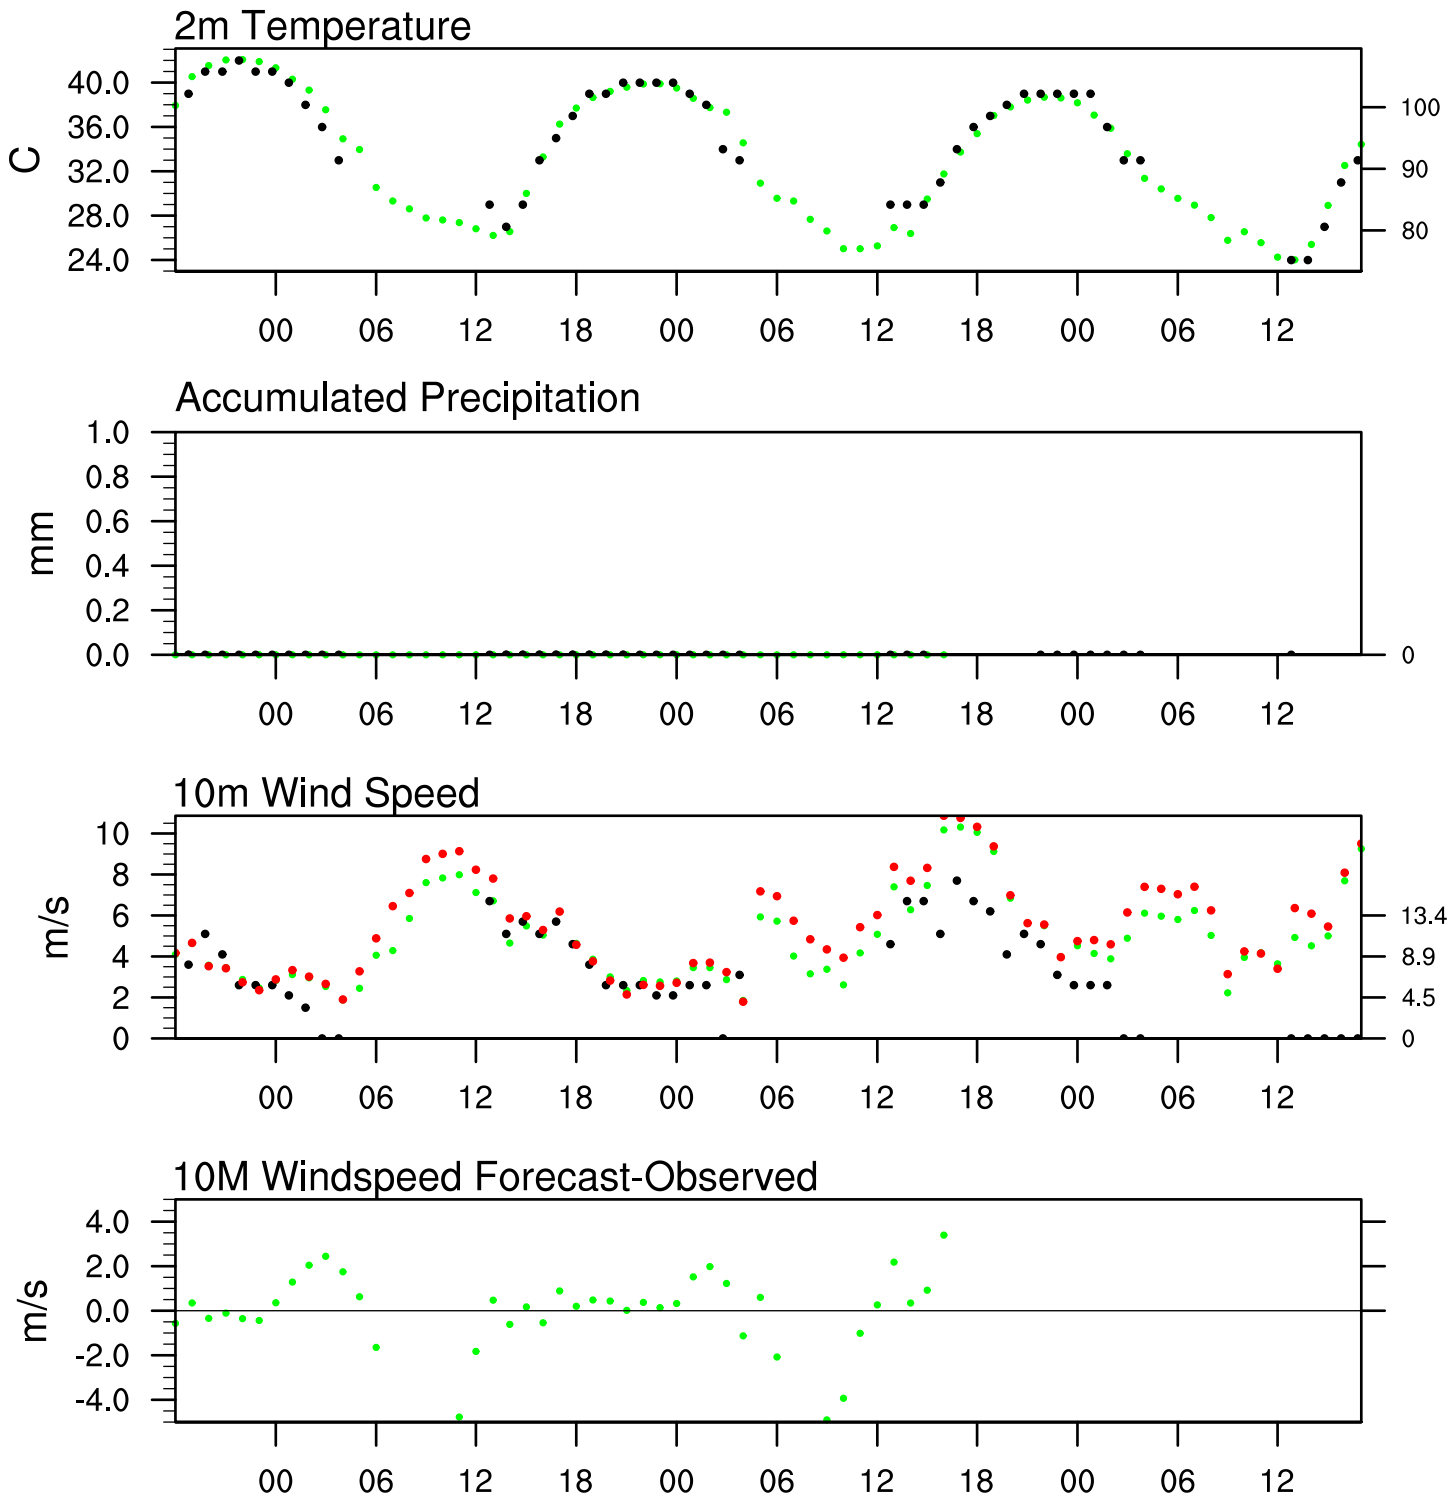 2m Temperature
40.0
36.0
32.0
28.0
24.0
C
100
90
80
00 06 12 18 00 06 12 18 00 06 12
Accumulated Precipitation
1.0
0.8
0.6
0.4
0.2
0.0
mm
0
00 06 12 18 00 06 12 18 00 06 12
10m Wind Speed
10
8
6
4
2
0
m/s
13.4
8.9
4.5
0
00 06 12 18 00 06 12 18 00 06 12
10M Windspeed Forecast-Observed
4.0
2.0
0.0
-2.0
-4.0
m/s
00 06 12 18 00 06 12 18 00 06 12